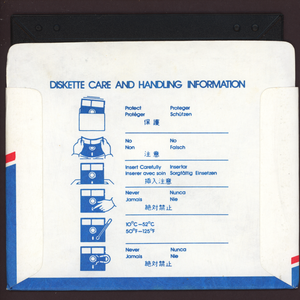 DISKETTE CARE AND HANDLING INFORMATION
Protect Proteger
Protéger Schützen
保護
No No
Non Falsch
注意
Insert Carefully Insertar
Inserer avec soin Sorgfältig Einsetzen
挿入注意
Never Nunca
Jamais Nie
絶対禁止
10°C–52°C
50°F–125°F
Never Nunca
Jamais Nie
絶対禁止